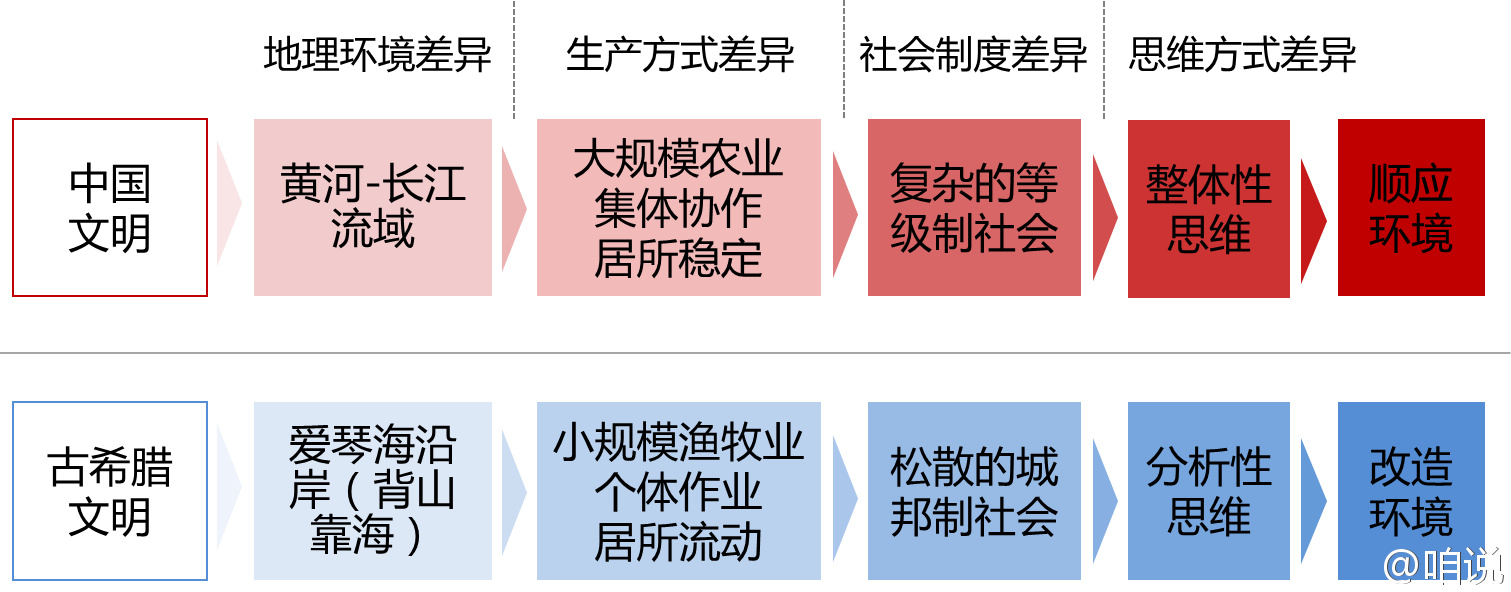 地理环境差异 生产方式差异 社会制度差异 思维方式差异
中国
文明
黄河-长江
流域
大规模农业
集体协作
居所稳定
复杂的等
级制社会
整体性
思维
顺应
环境
古希腊
文明
爱琴海沿
岸（背山
靠海）
小规模渔牧业
个体作业
居所流动
松散的城
邦制社会
分析性
思维
改造
环境
@咱说